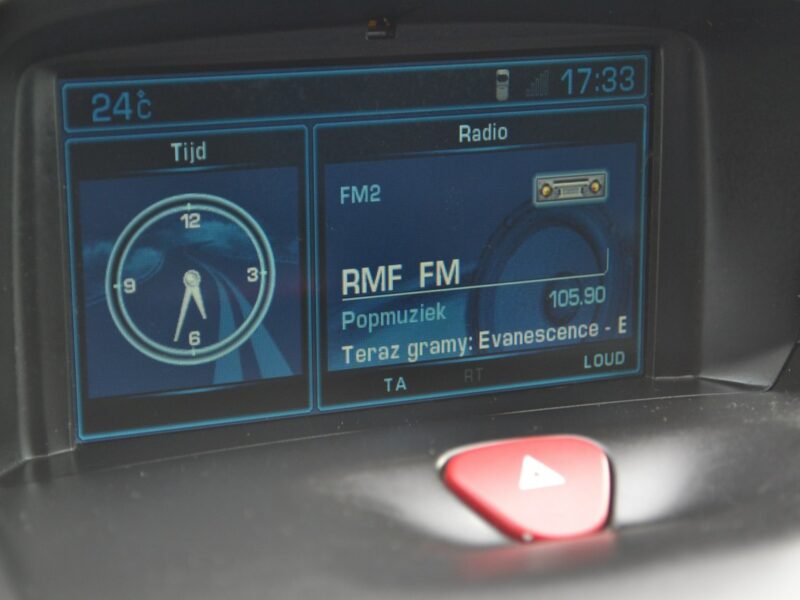 24°C
17:33
Tijd
12
3
6
9
Radio
FM2
RMF FM
105.90
Popmuziek
Teraz gramy: Evanescence - E
LOUD
TA
RT